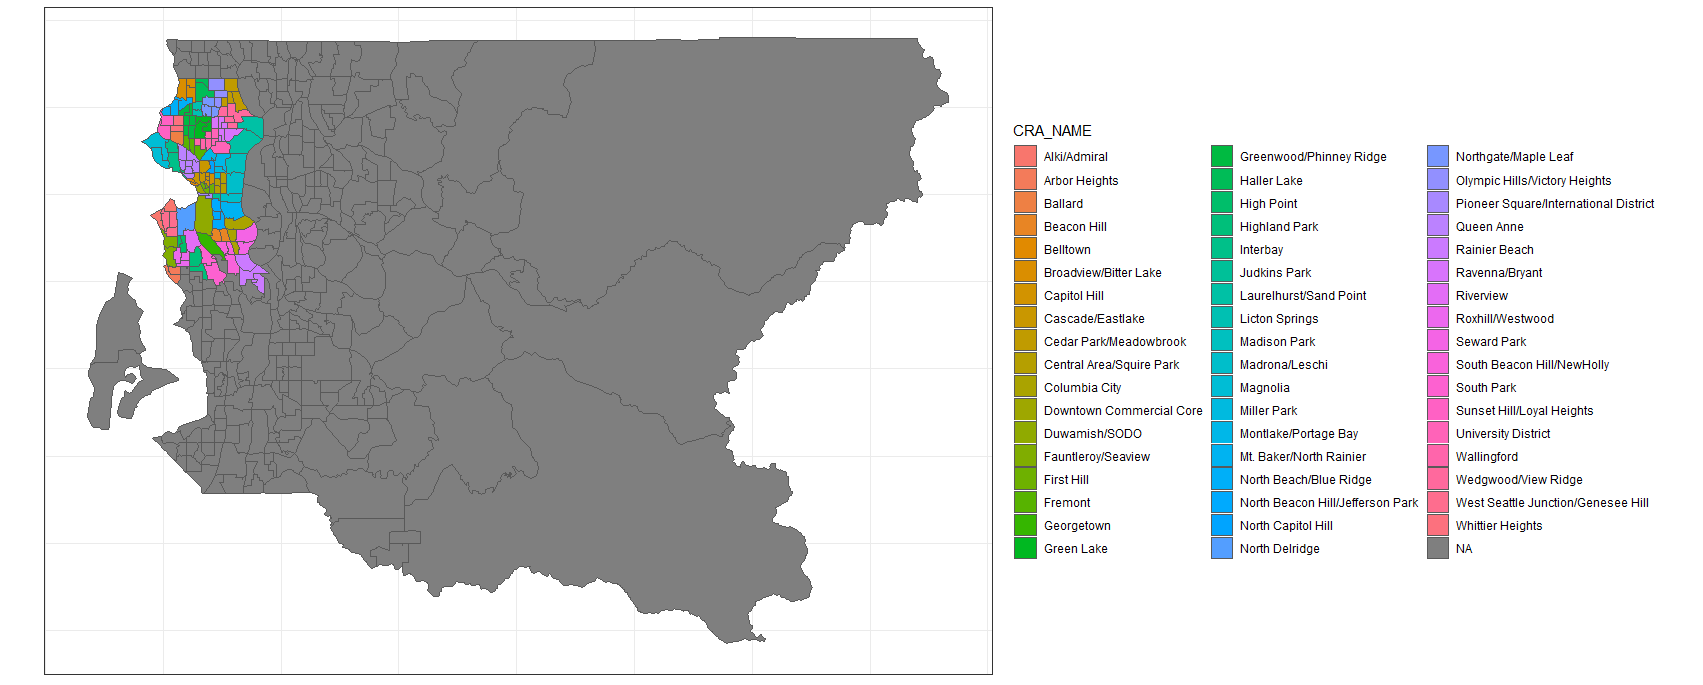 CRA_NAME
Alki/Admiral
Arbor Heights
Ballard
Beacon Hill
Belltown
Broadview/Bitter Lake
Capitol Hill
Cascade/Eastlake
Cedar Park/Meadowbrook
Central Area/Squire Park
Columbia City
Downtown Commercial Core
Duwamish/SODO
Fauntleroy/Seaview
First Hill
Fremont
Georgetown
Green Lake
Greenwood/Phinney Ridge
Haller Lake
High Point
Highland Park
Interbay
Judkins Park
Laurelhurst/Sand Point
Licton Springs
Madison Park
Madrona/Leschi
Magnolia
Miller Park
Montlake/Portage Bay
Mt. Baker/North Rainier
North Beach/Blue Ridge
North Beacon Hill/Jefferson Park
North Capitol Hill
North Delridge
Northgate/Maple Leaf
Olympic Hills/Victory Heights
Pioneer Square/International District
Queen Anne
Rainier Beach
Ravenna/Bryant
Riverview
Roxhill/Westwood
Seward Park
South Beacon Hill/NewHolly
South Park
Sunset Hill/Loyal Heights
University District
Wallingford
Wedgwood/View Ridge
West Seattle Junction/Genesee Hill
Whittier Heights
NA